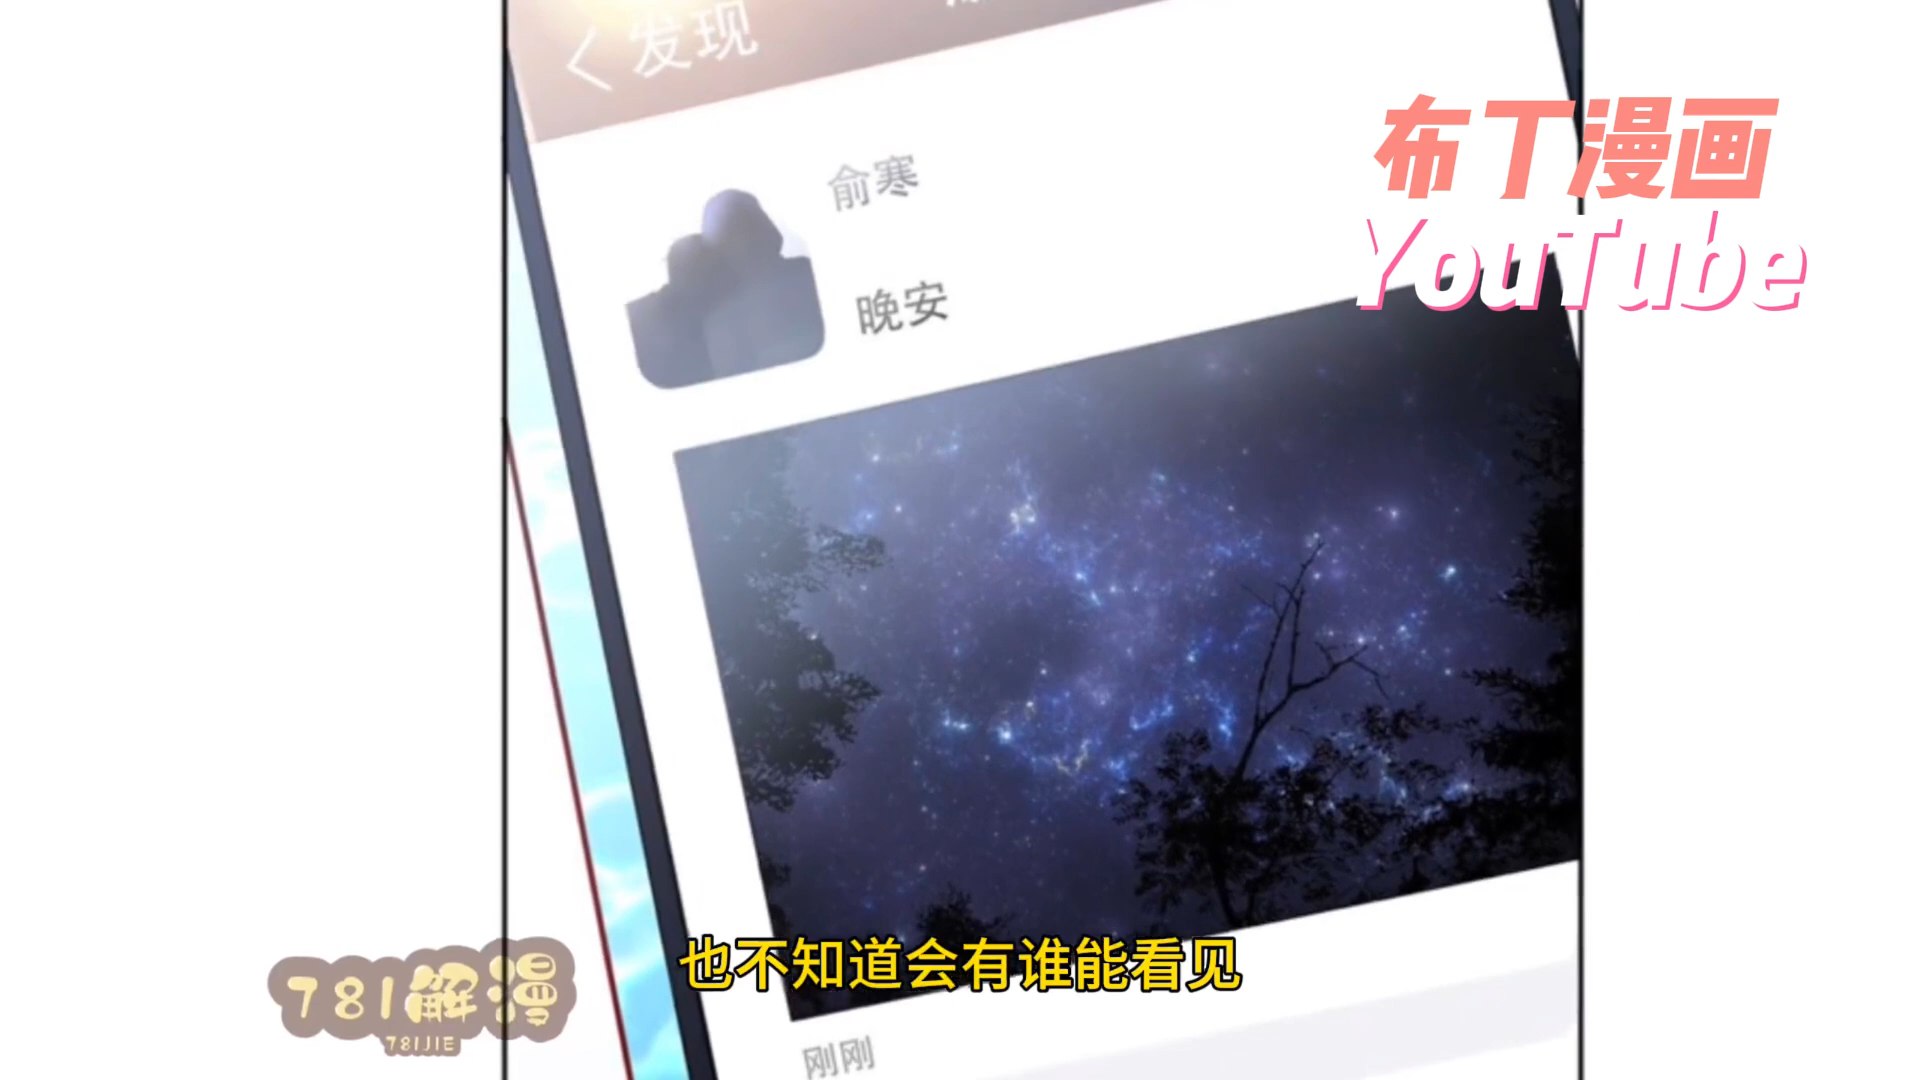 发现
俞寒
晚安
布丁漫画
YouTube
也不知道会有谁能看见
781解漫
781JIE
刚刚